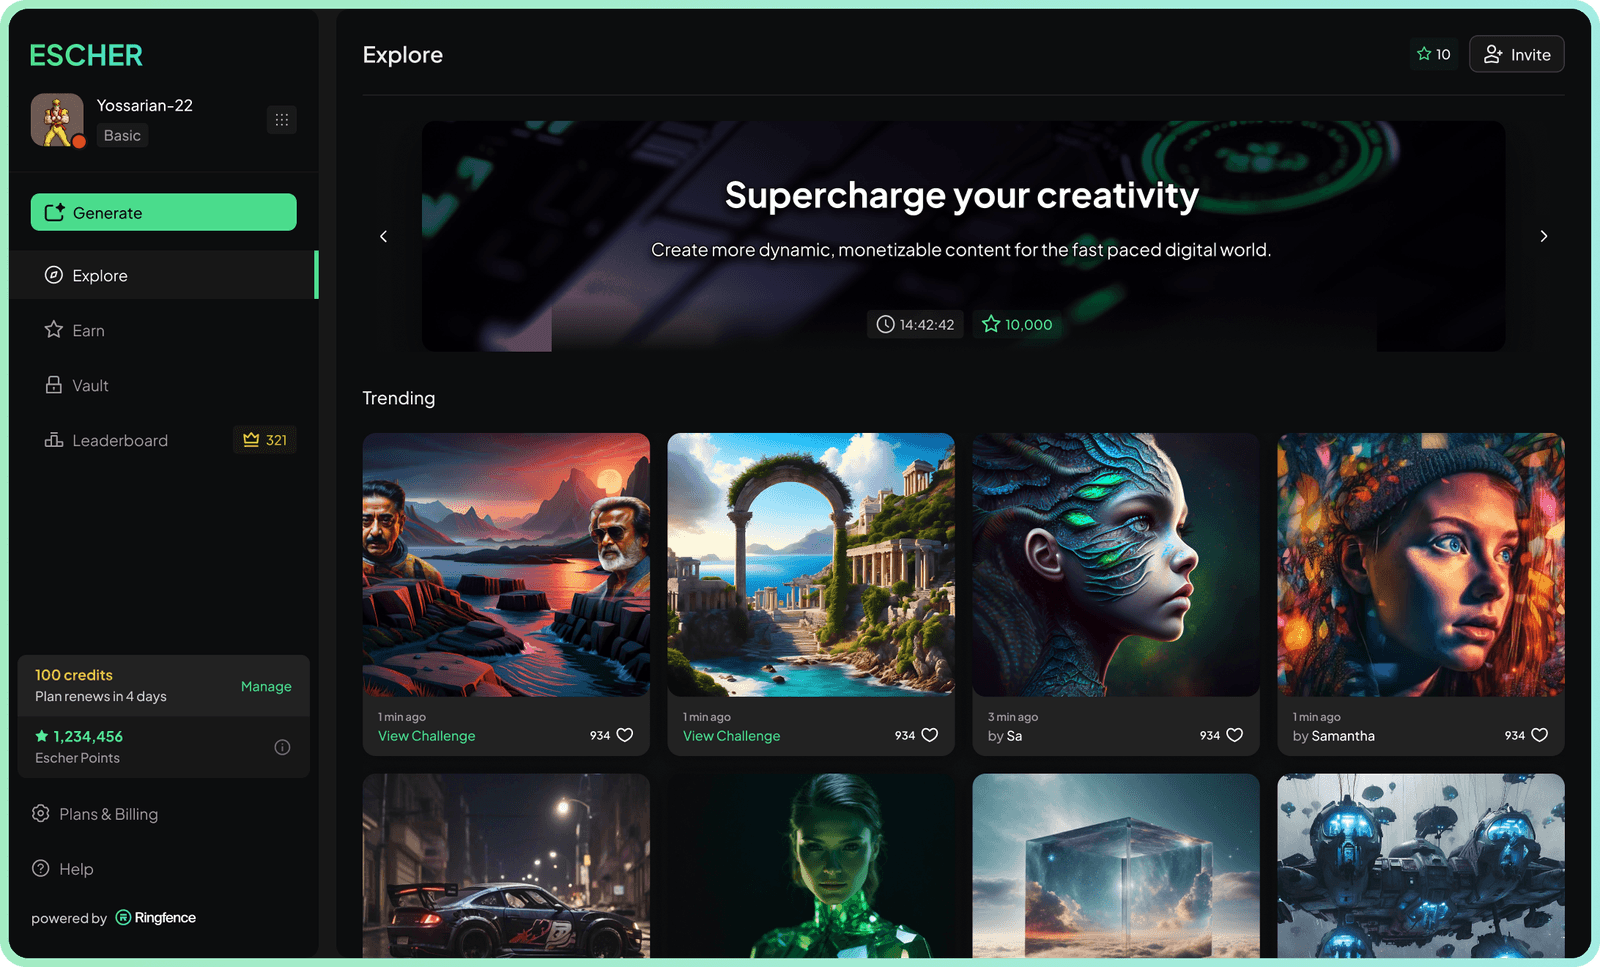 ESCHER
Yossarian-22
Basic
Generate
Explore
Earn
Vault
Leaderboard
321
100 credits
Plan renews in 4 days
Manage
1,234,456
Escher Points
Plans & Billing
Help
powered by Ringfence
Explore
10
Invite
Supercharge your creativity
Create more dynamic, monetizable content for the fast paced digital world.
14:42:42
10,000
Trending
1 min ago
View Challenge
934
1 min ago
View Challenge
934
3 min ago
by Sa
934
1 min ago
by Samantha
934